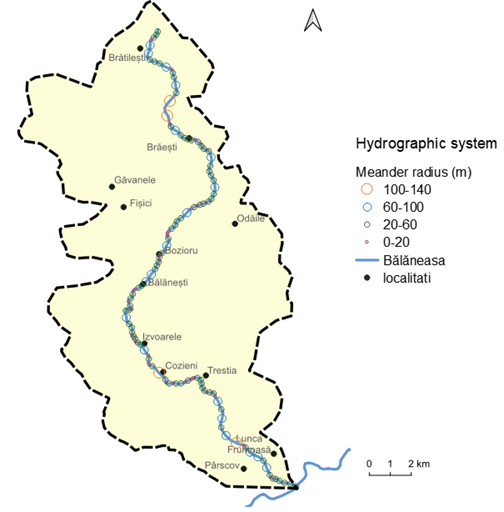 Brătilești
Brăești
Găvanele
Fișici
Odăile
Bozioru
Bălănești
Izvoarele
Cozieni
Trestia
Lunca
Frumoasă
Pârscov
Hydrographic system
Meander radius (m)
100-140
60-100
20-60
0-20
Bălăneasa
localitati
0 1 2 km